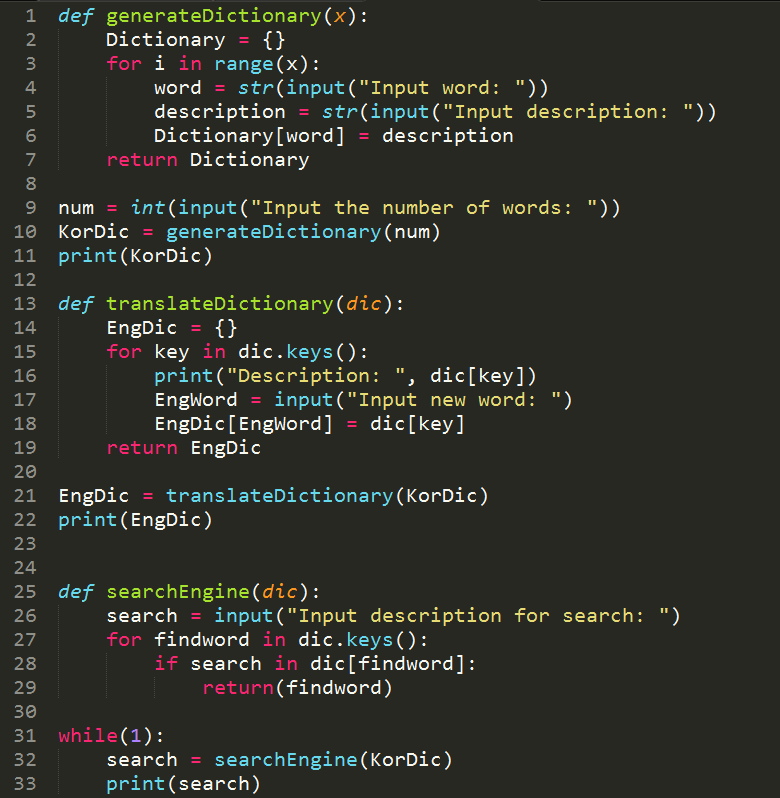 1 def generateDictionary(x):
2     Dictionary = {}
3     for i in range(x):
4         word = str(input("Input word: "))
5         description = str(input("Input description: "))
6         Dictionary[word] = description
7     return Dictionary
8
9 num = int(input("Input the number of words: "))
10 KorDic = generateDictionary(num)
11 print(KorDic)
12
13 def translateDictionary(dic):
14     EngDic = {}
15     for key in dic.keys():
16         print("Description: ", dic[key])
17         EngWord = input("Input new word: ")
18         EngDic[EngWord] = dic[key]
19     return EngDic
20
21 EngDic = translateDictionary(KorDic)
22 print(EngDic)
23
24
25 def searchEngine(dic):
26     search = input("Input description for search: ")
27     for findword in dic.keys():
28         if search in dic[findword]:
29             return(findword)
30
31 while(1):
32     search = searchEngine(KorDic)
33     print(search)